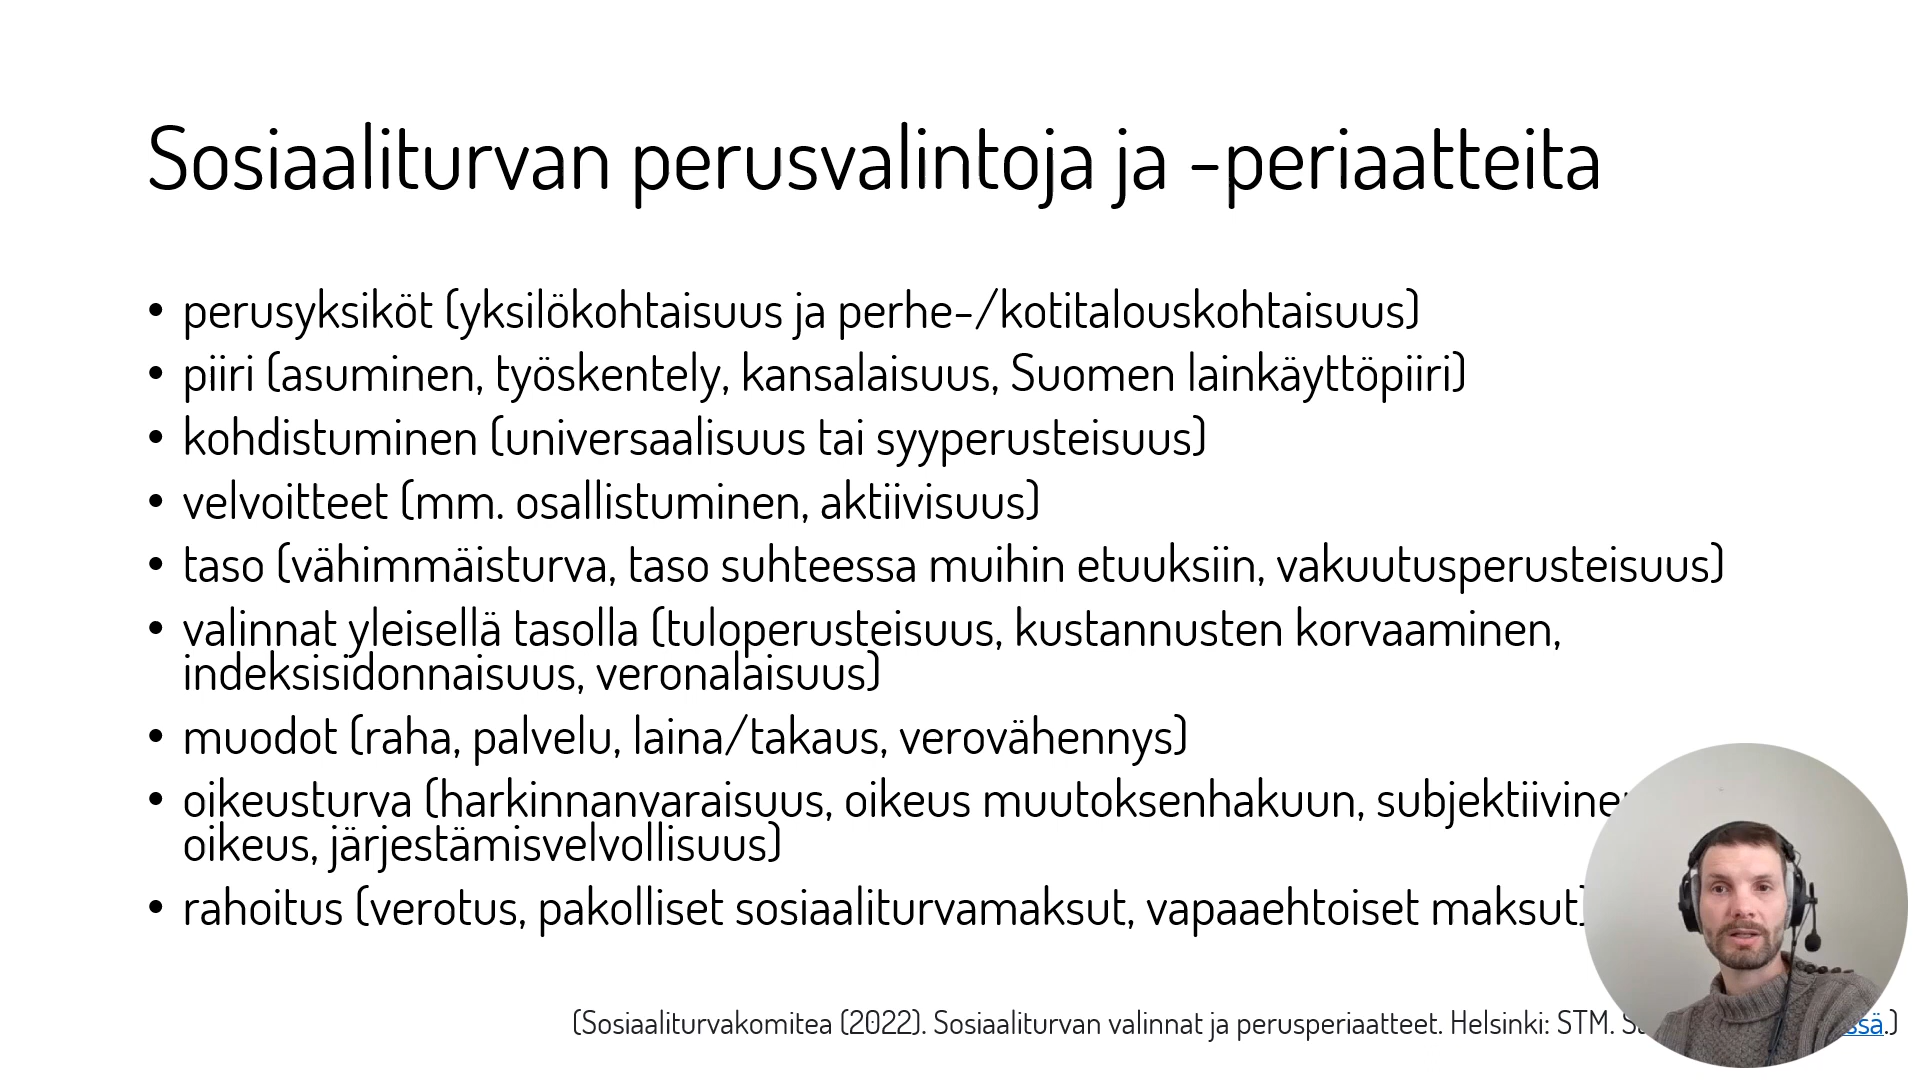 Sosiaaliturvan perusvalintoja ja -periaatteita
• perusyksiköt (yksilökohtaisuus ja perhe-/kotitalouskohtaisuus)
• piiri (asuminen, työskentely, kansalaisuus, Suomen lainkäyttöpiiri)
• kohdistuminen (universaalisuus tai syyperusteisuus)
• velvoitteet (mm. osallistuminen, aktiivisuus)
• taso (vähimmäisturva, taso suhteessa muihin etuuksiin, vakuutusperusteisuus)
• valinnat yleisellä tasolla (tuloperusteisuus, kustannusten korvaaminen,
indeksisidonnaisuus, veronalaisuus)
• muodot (raha, palvelu, laina/takaus, verovähennys)
• oikeusturva (harkinnanvaraisuus, oikeus muutoksenhakuun, subjektiivinen
oikeus, järjestämisvelvollisuus)
• rahoitus (verotus, pakolliset sosiaaliturvamaksut, vapaaehtoiset maksut)
(Sosiaaliturvakomitea (2022). Sosiaaliturvan valinnat ja perusperiaatteet. Helsinki: STM.